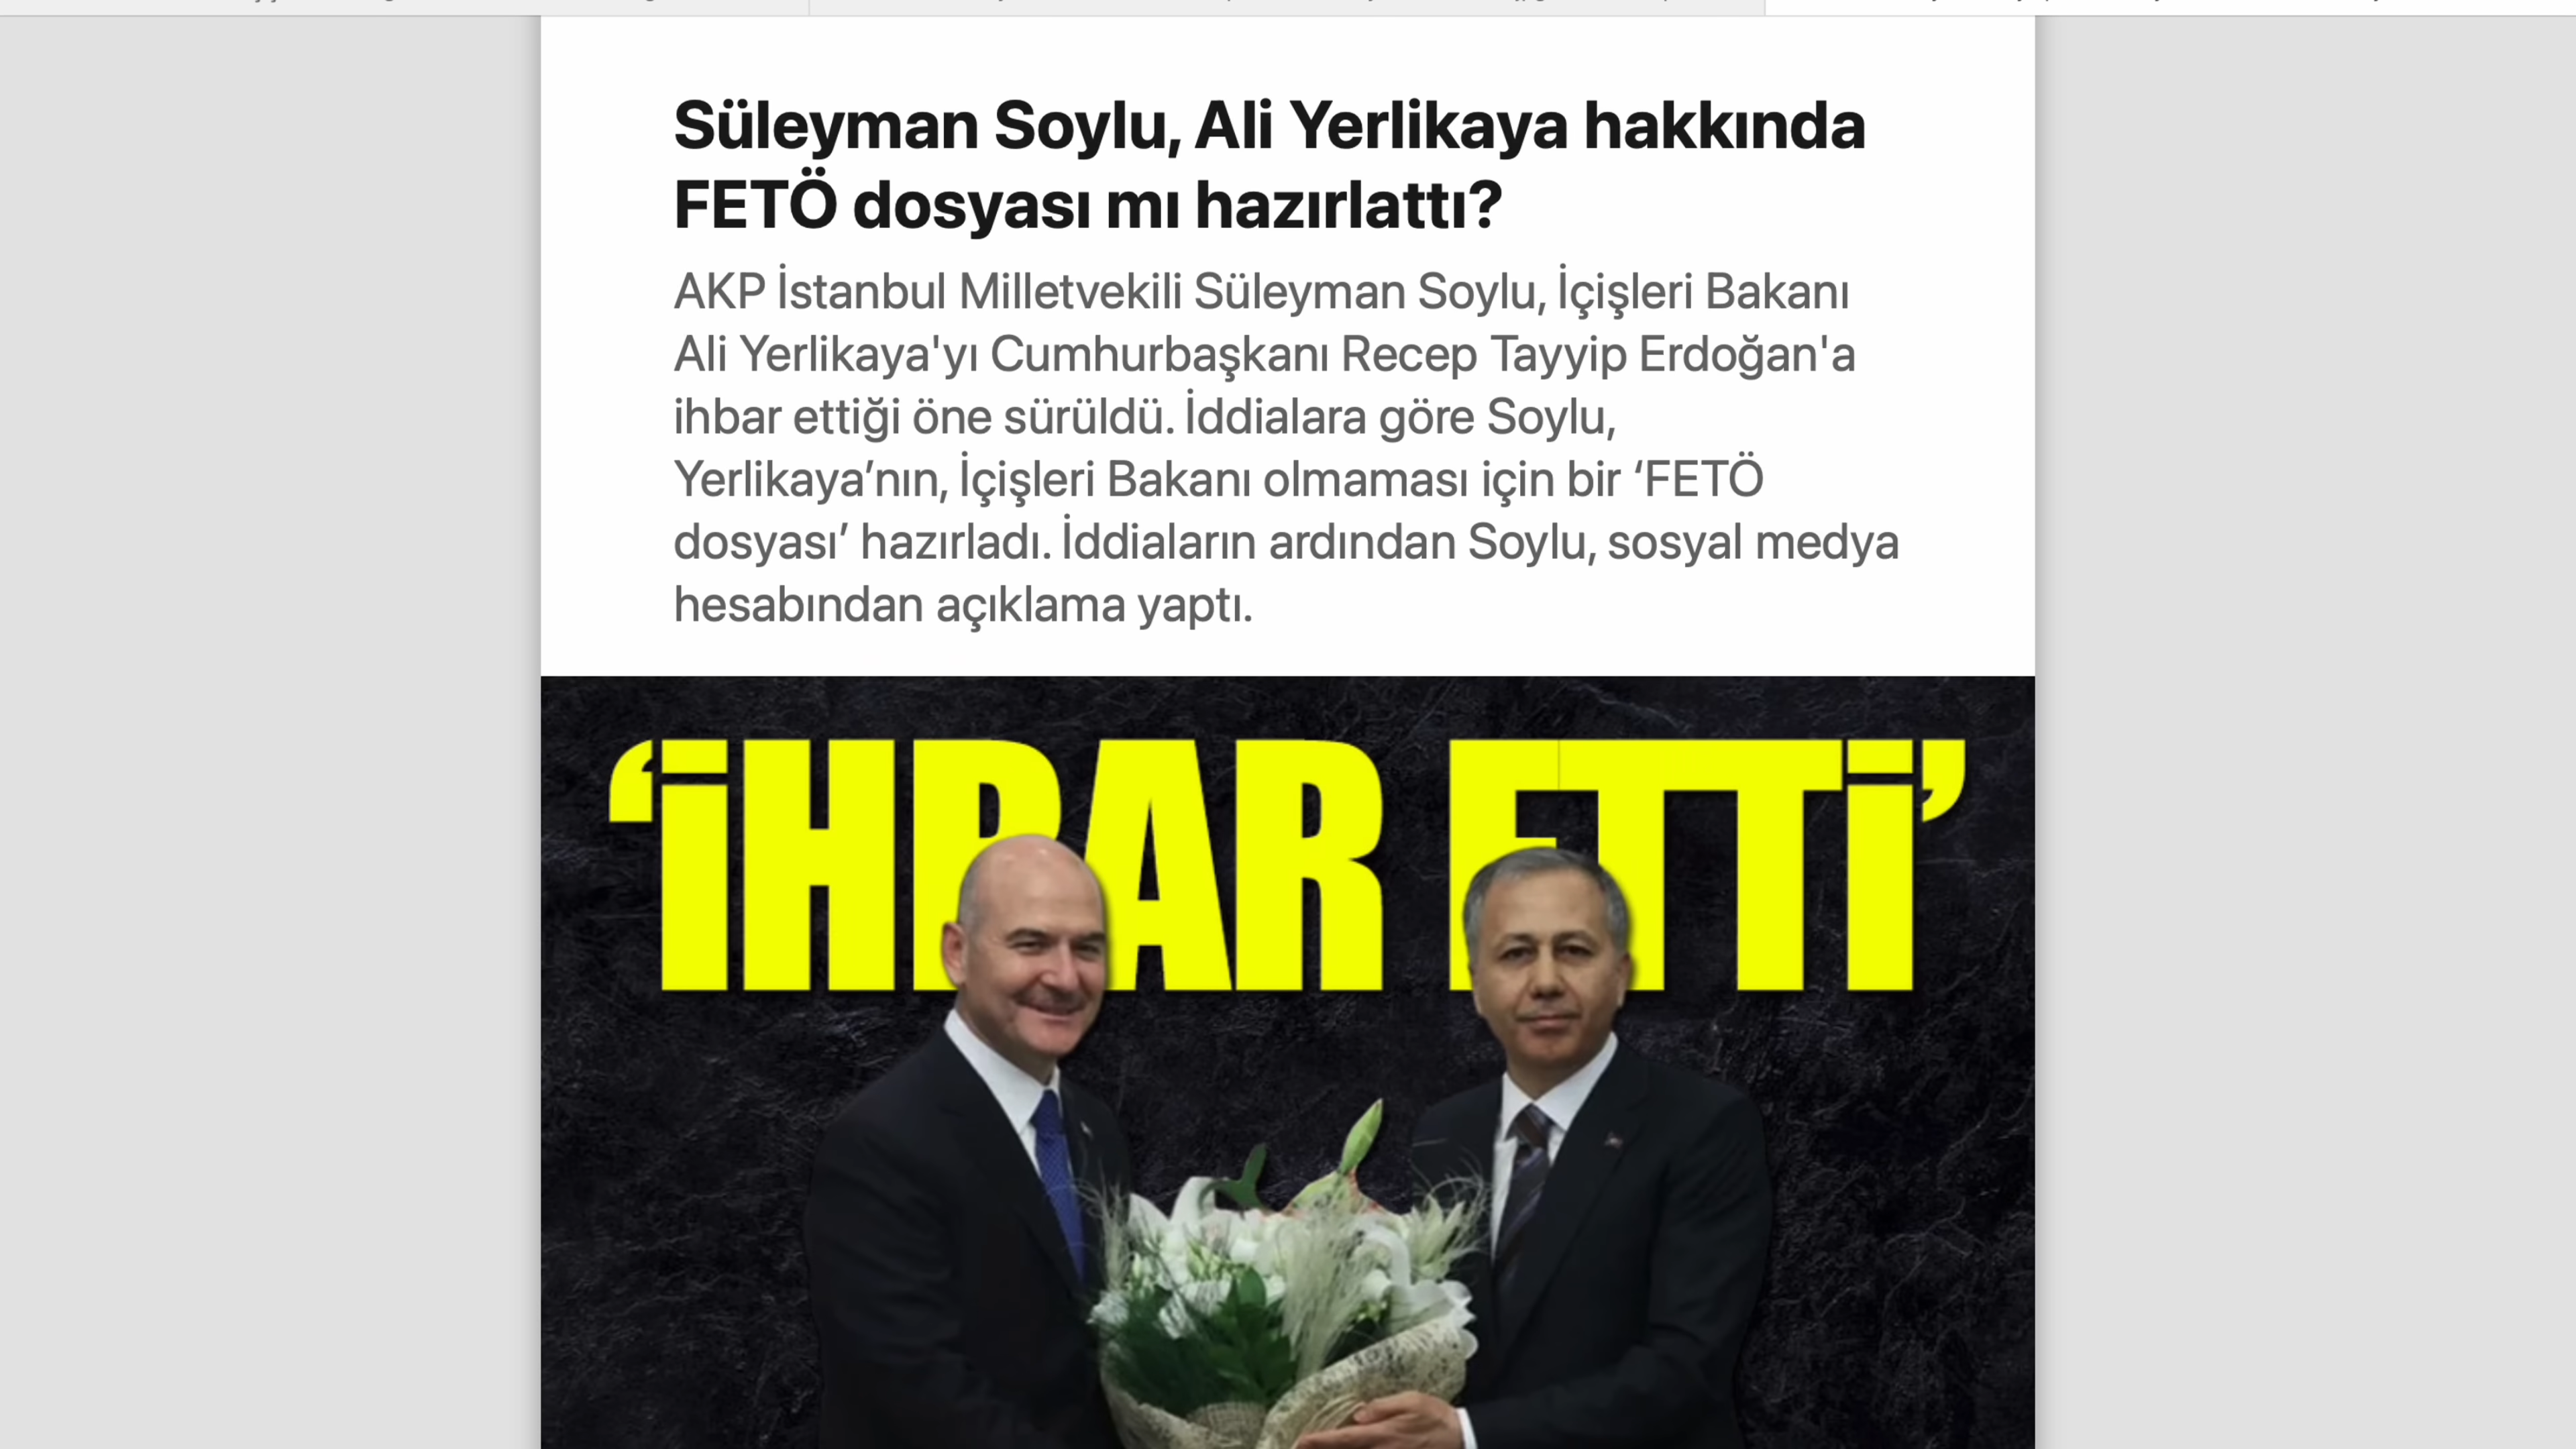 Süleyman Soylu, Ali Yerlikaya hakkında
FETÖ dosyası mı hazırlattı?
AKP İstanbul Milletvekili Süleyman Soylu, İçişleri Bakanı
Ali Yerlikaya'yı Cumhurbaşkanı Recep Tayyip Erdoğan'a
ihbar ettiği öne sürüldü. İddialara göre Soylu,
Yerlikaya’nın, İçişleri Bakanı olmaması için bir ‘FETÖ
dosyası’ hazırladı. İddiaların ardından Soylu, sosyal medya
hesabından açıklama yaptı.
‘İHBAR ETTİ’